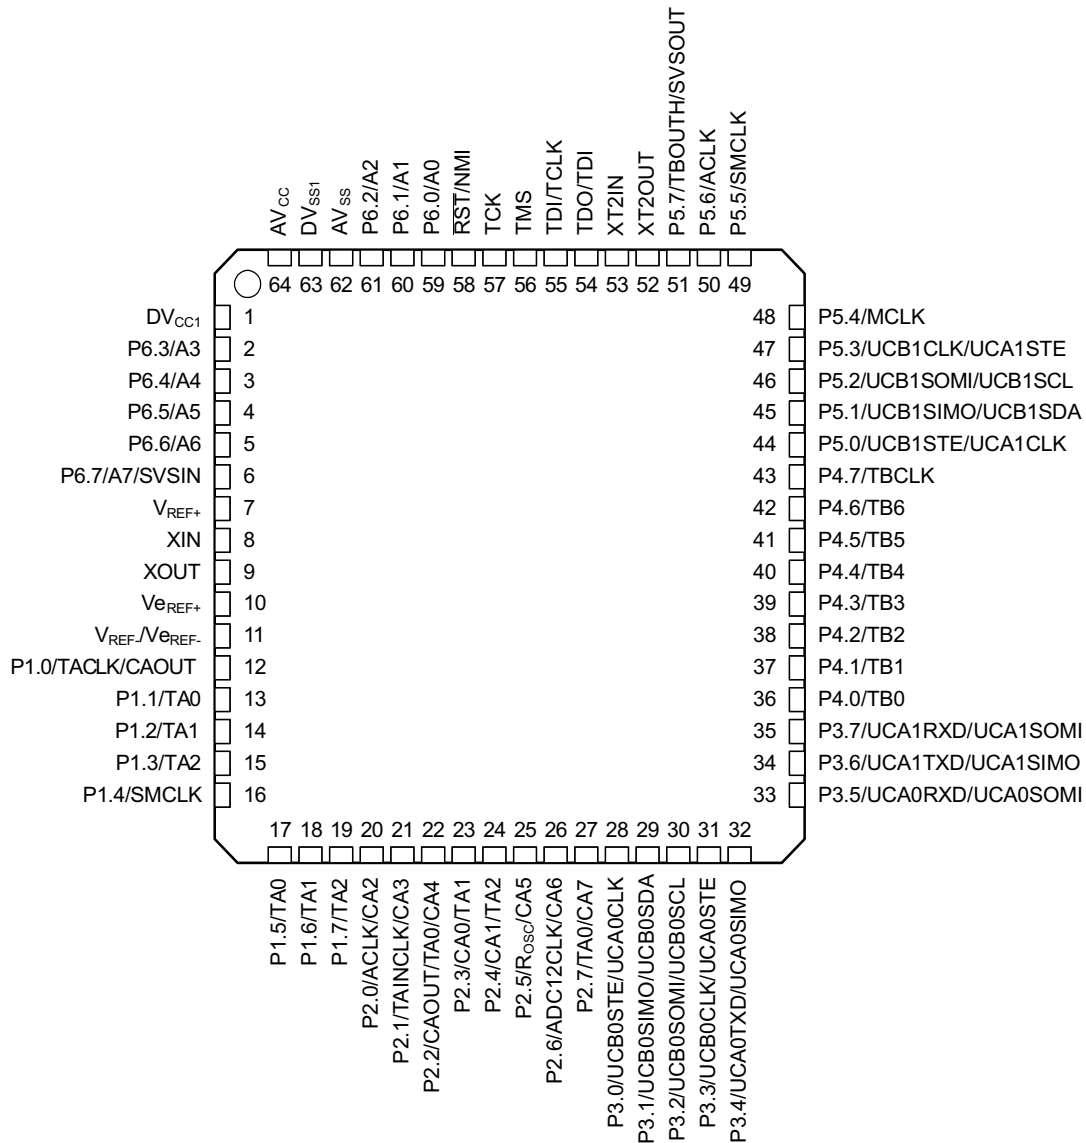 AVCC
DVSS1
AVSS
P6.2/A2
P6.1/A1
P6.0/A0
RST/NMI
TCK
TMS
TDI/TCLK
TDO/TDI
XT2IN
XT2OUT
P5.7/TBOUTH/SVSOUT
P5.6/ACLK
P5.5/SMCLK
64 63 62 61 60 59 58 57 56 55 54 53 52 51 50 49
DVCC1 1
P6.3/A3 2
P6.4/A4 3
P6.5/A5 4
P6.6/A6 5
P6.7/A7/SVSIN 6
VREF+ 7
XIN 8
XOUT 9
VeREF+ 10
VREF-/VeREF- 11
P1.0/TACLK/CAOUT 12
P1.1/TA0 13
P1.2/TA1 14
P1.3/TA2 15
P1.4/SMCLK 16
48 P5.4/MCLK
47 P5.3/UCB1CLK/UCA1STE
46 P5.2/UCB1SOMI/UCB1SCL
45 P5.1/UCB1SIMO/UCB1SDA
44 P5.0/UCB1STE/UCA1CLK
43 P4.7/TBCLK
42 P4.6/TB6
41 P4.5/TB5
40 P4.4/TB4
39 P4.3/TB3
38 P4.2/TB2
37 P4.1/TB1
36 P4.0/TB0
35 P3.7/UCA1RXD/UCA1SOMI
34 P3.6/UCA1TXD/UCA1SIMO
33 P3.5/UCA0RXD/UCA0SOMI
17 18 19 20 21 22 23 24 25 26 27 28 29 30 31 32
P1.5/TA0
P1.6/TA1
P1.7/TA2
P2.0/ACLK/CA2
P2.1/TAINCLK/CA3
P2.2/CAOUT/TA0/CA4
P2.3/CA0/TA1
P2.4/CA1/TA2
P2.5/ROSC/CA5
P2.6/ADC12CLK/CA6
P2.7/TA0/CA7
P3.0/UCB0STE/UCA0CLK
P3.1/UCB0SIMO/UCB0SDA
P3.2/UCB0SOMI/UCB0SCL
P3.3/UCB0CLK/UCA0STE
P3.4/UCA0TXD/UCA0SIMO